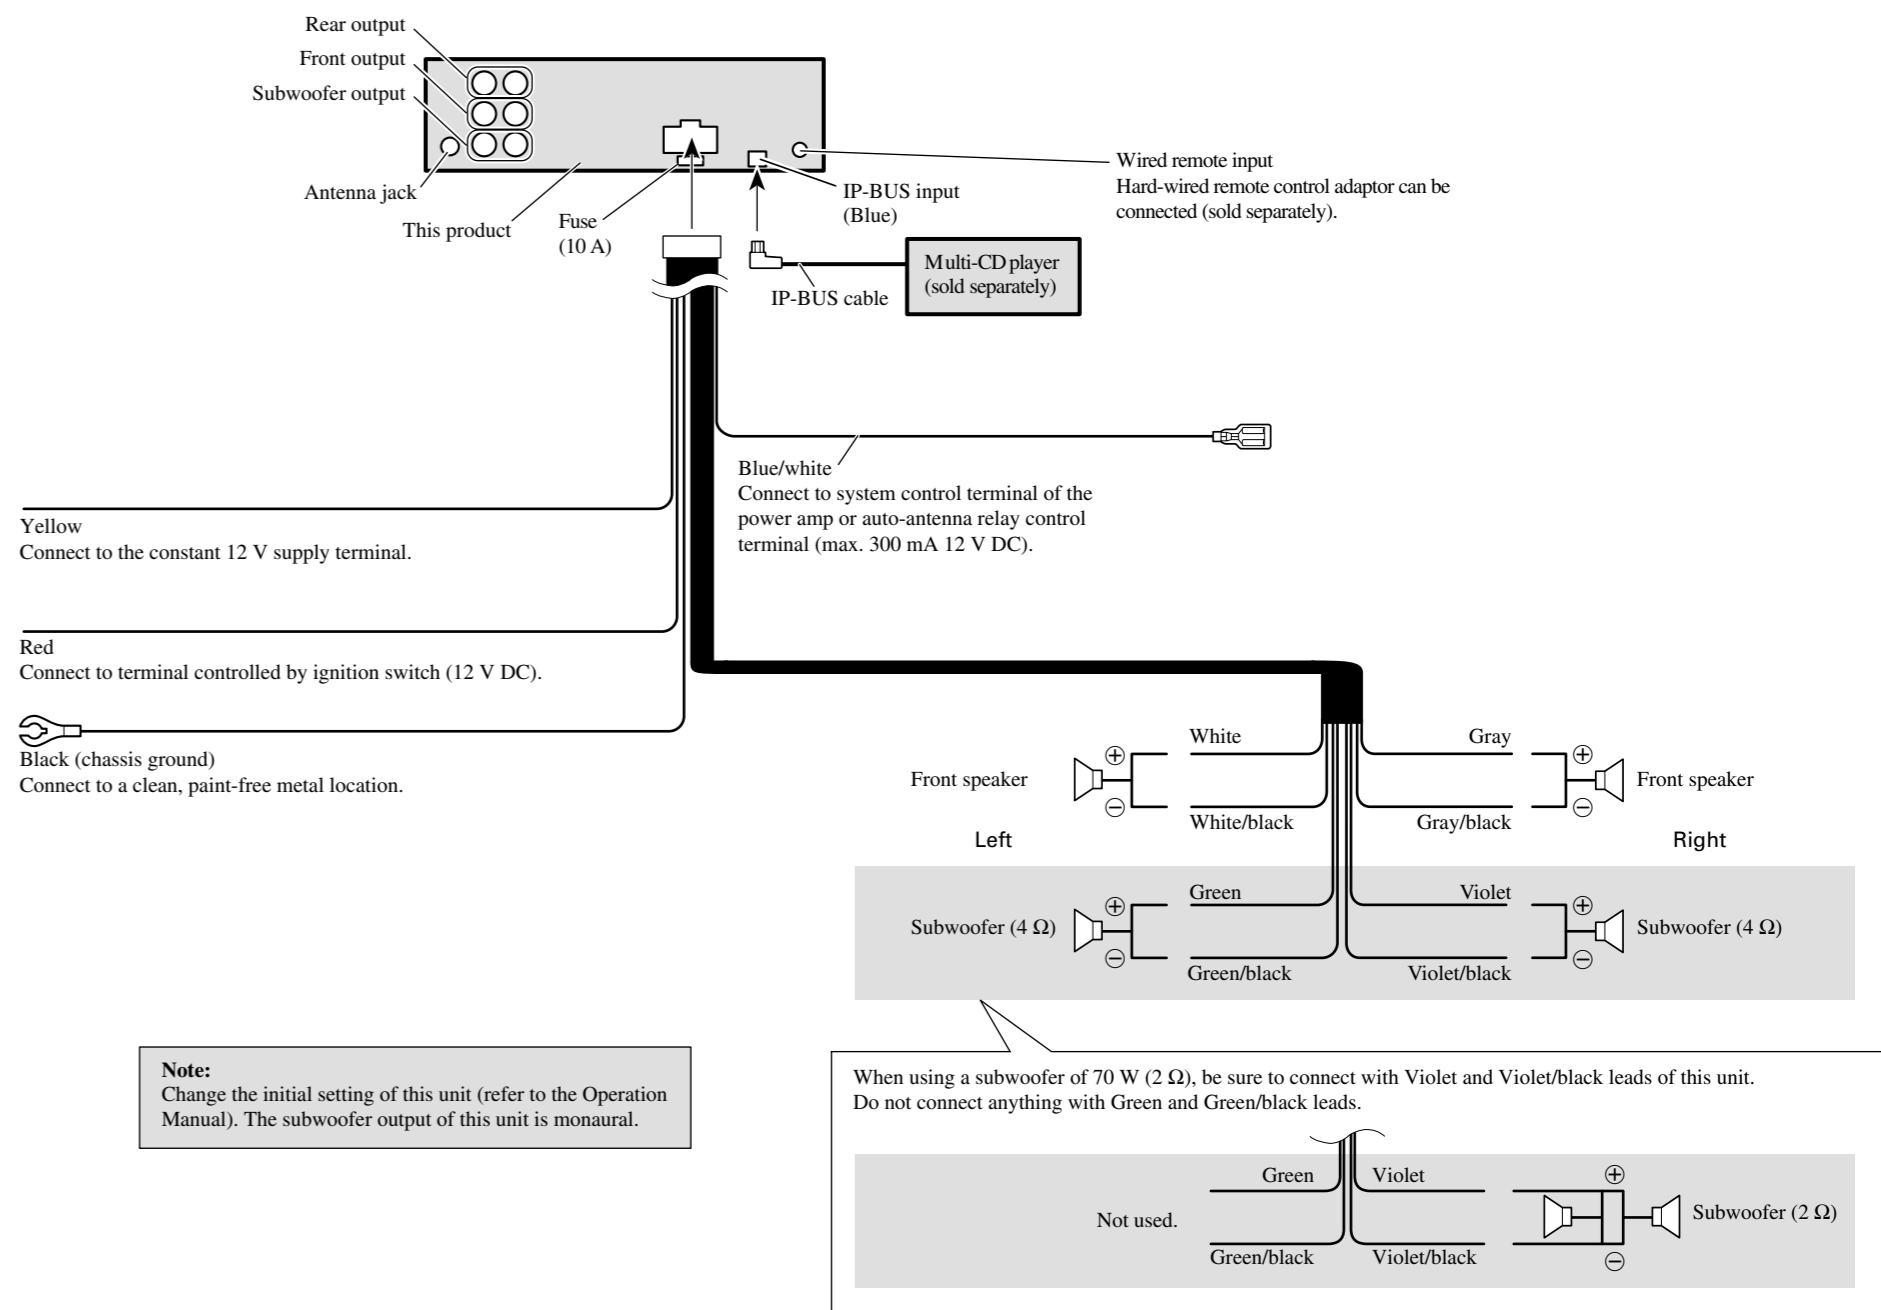 Rear output
Front output
Subwoofer output
Antenna jack
This product
Fuse
(10 A)
IP-BUS input
(Blue)
Wired remote input
Hard-wired remote control adaptor can be
connected (sold separately).
Multi-CD player
(sold separately)
IP-BUS cable
Blue/white
Connect to system control terminal of the
power amp or auto-antenna relay control
terminal (max. 300 mA 12 V DC).
Yellow
Connect to the constant 12 V supply terminal.
Red
Connect to terminal controlled by ignition switch (12 V DC).
Black (chassis ground)
Connect to a clean, paint-free metal location.
White
Gray
⊕
⊕
Front speaker
Front speaker
⊖
⊖
White/black
Gray/black
Left
Right
Green
Violet
⊕
⊕
Subwoofer (4 Ω)
Subwoofer (4 Ω)
⊖
⊖
Green/black
Violet/black
Note:
Change the initial setting of this unit (refer to the Operation
Manual). The subwoofer output of this unit is monaural.
When using a subwoofer of 70 W (2 Ω), be sure to connect with Violet and Violet/black leads of this unit.
Do not connect anything with Green and Green/black leads.
Green
Violet
⊕
Not used.
Subwoofer (2 Ω)
Green/black
Violet/black
⊖